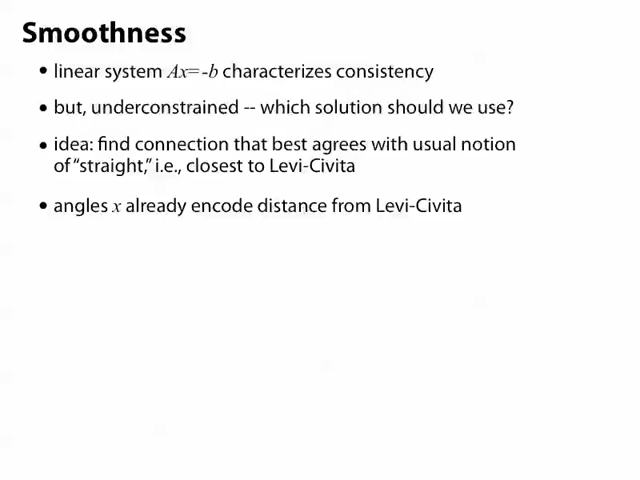 Smoothness
• linear system Ax=-b characterizes consistency
• but, underconstrained -- which solution should we use?
• idea: find connection that best agrees with usual notion
of “straight,” i.e., closest to Levi-Civita
• angles x already encode distance from Levi-Civita